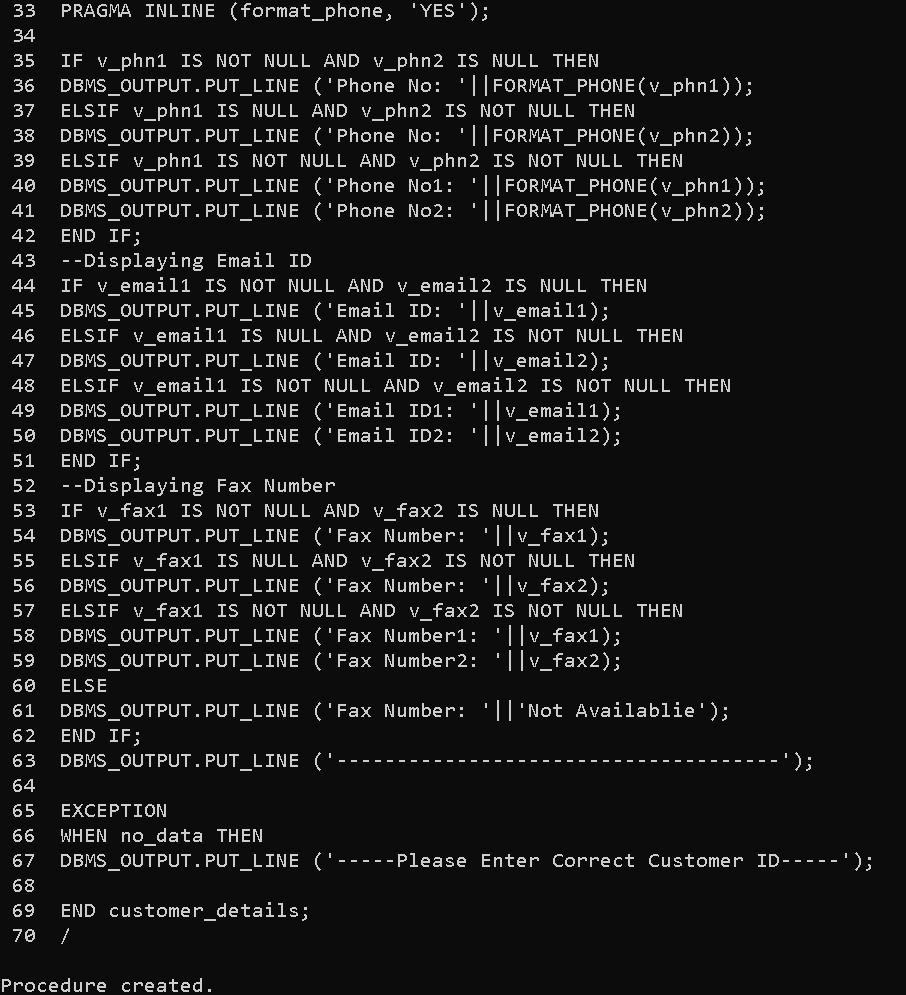 33 PRAGMA INLINE (format_phone, 'YES');
34
35 IF v_phn1 IS NOT NULL AND v_phn2 IS NULL THEN
36 DBMS_OUTPUT.PUT_LINE ('Phone No: '||FORMAT_PHONE(v_phn1));
37 ELSIF v_phn1 IS NULL AND v_phn2 IS NOT NULL THEN
38 DBMS_OUTPUT.PUT_LINE ('Phone No: '||FORMAT_PHONE(v_phn2));
39 ELSIF v_phn1 IS NOT NULL AND v_phn2 IS NOT NULL THEN
40 DBMS_OUTPUT.PUT_LINE ('Phone No1: '||FORMAT_PHONE(v_phn1));
41 DBMS_OUTPUT.PUT_LINE ('Phone No2: '||FORMAT_PHONE(v_phn2));
42 END IF;
43 --Displaying Email ID
44 IF v_email1 IS NOT NULL AND v_email2 IS NULL THEN
45 DBMS_OUTPUT.PUT_LINE ('Email ID: '||v_email1);
46 ELSIF v_email1 IS NULL AND v_email2 IS NOT NULL THEN
47 DBMS_OUTPUT.PUT_LINE ('Email ID: '||v_email2);
48 ELSIF v_email1 IS NOT NULL AND v_email2 IS NOT NULL THEN
49 DBMS_OUTPUT.PUT_LINE ('Email ID1: '||v_email1);
50 DBMS_OUTPUT.PUT_LINE ('Email ID2: '||v_email2);
51 END IF;
52 --Displaying Fax Number
53 IF v_fax1 IS NOT NULL AND v_fax2 IS NULL THEN
54 DBMS_OUTPUT.PUT_LINE ('Fax Number: '||v_fax1);
55 ELSIF v_fax1 IS NULL AND v_fax2 IS NOT NULL THEN
56 DBMS_OUTPUT.PUT_LINE ('Fax Number: '||v_fax2);
57 ELSIF v_fax1 IS NOT NULL AND v_fax2 IS NOT NULL THEN
58 DBMS_OUTPUT.PUT_LINE ('Fax Number1: '||v_fax1);
59 DBMS_OUTPUT.PUT_LINE ('Fax Number2: '||v_fax2);
60 ELSE
61 DBMS_OUTPUT.PUT_LINE ('Fax Number: '||'Not Availablie');
62 END IF;
63 DBMS_OUTPUT.PUT_LINE ('-------------------------------------');
64
65 EXCEPTION
66 WHEN no_data THEN
67 DBMS_OUTPUT.PUT_LINE ('-----Please Enter Correct Customer ID-----');
68
69 END customer_details;
70 /
Procedure created.